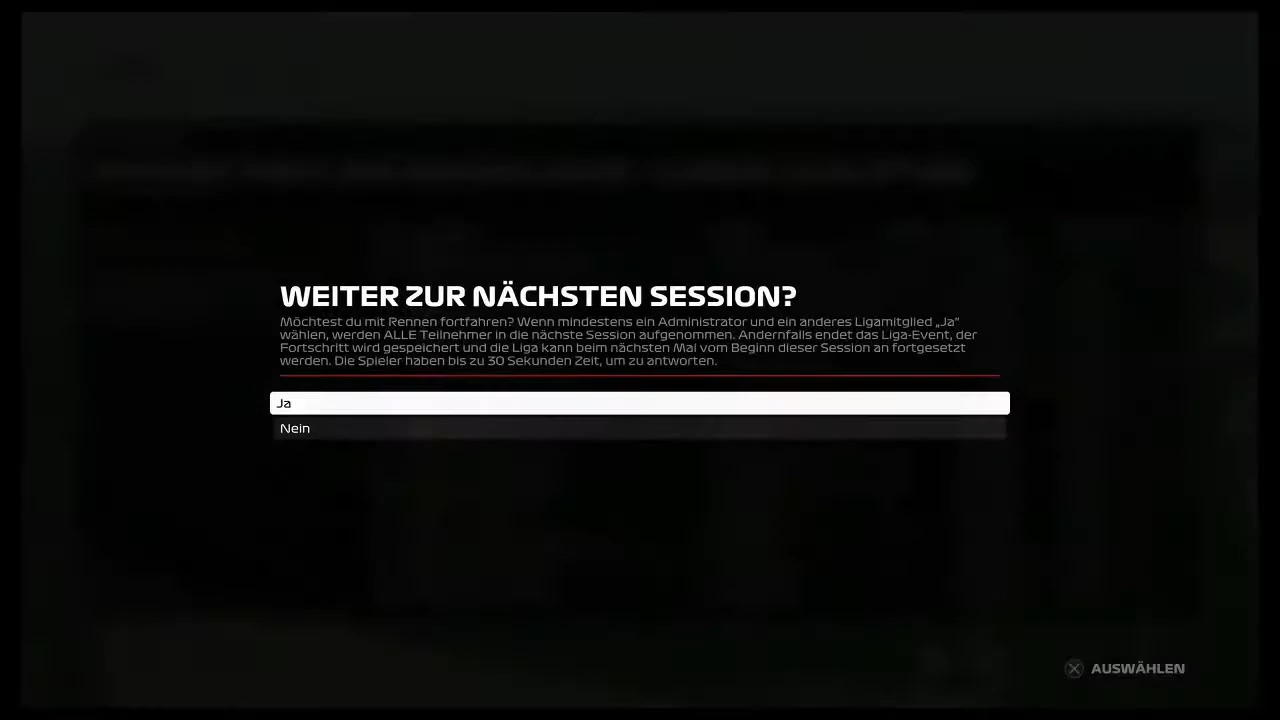 WEITER ZUR NÄCHSTEN SESSION?
Möchtest du mit Rennen fortfahren? Wenn mindestens ein Administrator und ein anderes Ligamitglied „Ja“
wählen, werden ALLE Teilnehmer in die nächste Session aufgenommen. Andernfalls endet das Liga-Event, der
Fortschritt wird gespeichert und die Liga kann beim nächsten Mal vom Beginn dieser Session an fortgesetzt
werden. Die Spieler haben bis zu 30 Sekunden Zeit, um zu antworten.
Ja
Nein
AUSWÄHLEN